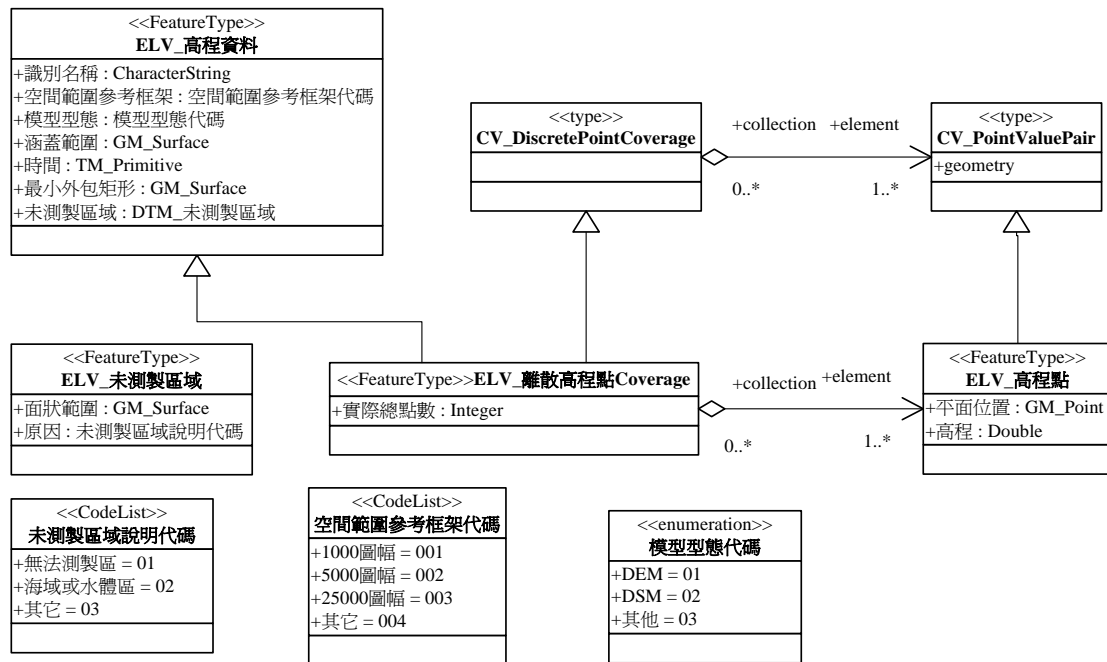 <<FeatureType>>
ELV_高程資料
+識別名稱 : CharacterString
+空間範圍參考框架 : 空間範圍參考框架代碼
+模型型態 : 模型型態代碼
+涵蓋範圍 : GM_Surface
+時間 : TM_Primitive
+最小外包矩形 : GM_Surface
+未測製區域 : DTM_未測製區域
<<type>>
CV_DiscretePointCoverage
+collection
+element
0..*
1..*
<<type>>
CV_PointValuePair
+geometry
<<FeatureType>>
ELV_未測製區域
+面狀範圍 : GM_Surface
+原因 : 未測製區域說明代碼
<<FeatureType>>ELV_離散高程點Coverage
+實際總點數 : Integer
+collection
+element
0..*
1..*
<<FeatureType>>
ELV_高程點
+平面位置 : GM_Point
+高程 : Double
<<CodeList>>
未測製區域說明代碼
+無法測製區 = 01
+海域或水體區 = 02
+其它 = 03
<<CodeList>>
空間範圍參考框架代碼
+1000圖幅 = 001
+5000圖幅 = 002
+25000圖幅 = 003
+其它 = 004
<<enumeration>>
模型型態代碼
+DEM = 01
+DSM = 02
+其他 = 03